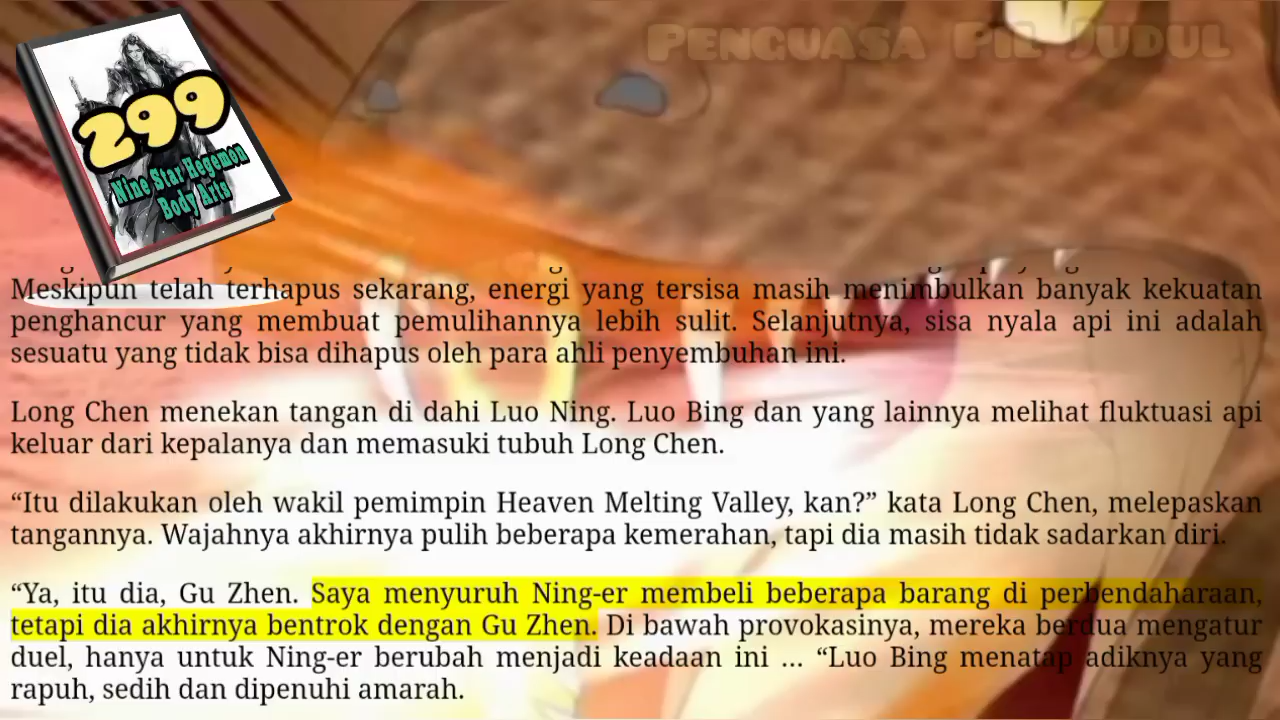 Penguasa Pil Judul
299
Nine Star Hegemon
Body Arts
Meskipun telah terhapus sekarang, energi yang tersisa masih menimbulkan banyak kekuatan
penghancur yang membuat pemulihannya lebih sulit. Selanjutnya, sisa nyala api ini adalah
sesuatu yang tidak bisa dihapus oleh para ahli penyembuhan ini.
Long Chen menekan tangan di dahi Luo Ning. Luo Bing dan yang lainnya melihat fluktuasi api
keluar dari kepalanya dan memasuki tubuh Long Chen.
“Itu dilakukan oleh wakil pemimpin Heaven Melting Valley, kan?” kata Long Chen, melepaskan
tangannya. Wajahnya akhirnya pulih beberapa kemerahan, tapi dia masih tidak sadarkan diri.
“Ya, itu dia, Gu Zhen. Saya menyuruh Ning-er membeli beberapa barang di perbendaharaan,
tetapi dia akhirnya bentrok dengan Gu Zhen. Di bawah provokasinya, mereka berdua mengatur
duel, hanya untuk Ning-er berubah menjadi keadaan ini ... “Luo Bing menatap adiknya yang
rapuh, sedih dan dipenuhi amarah.